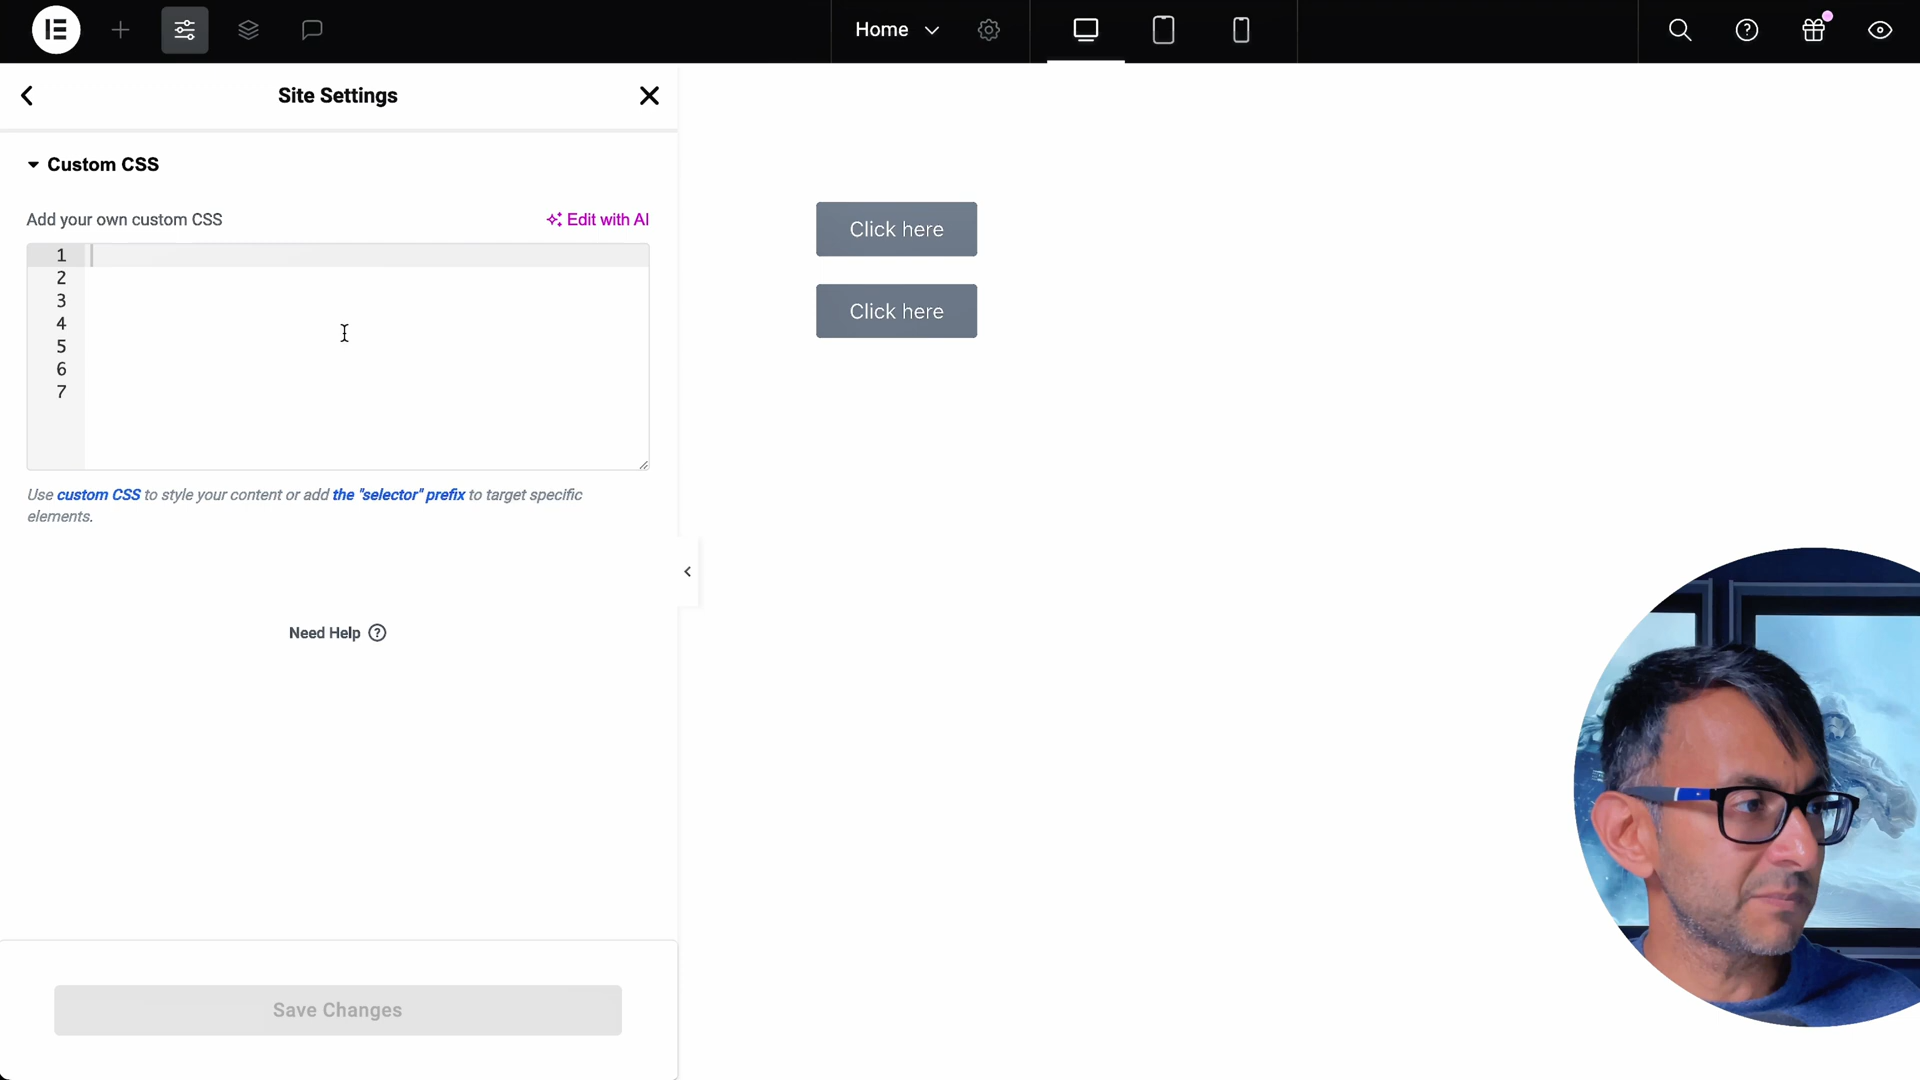 Home
Site Settings
Custom CSS
Add your own custom CSS
Edit with AI
1
2
3
4
5
6
7
Use custom CSS to style your content or add the "selector" prefix to target specific
elements.
Need Help
Save Changes
Click here
Click here